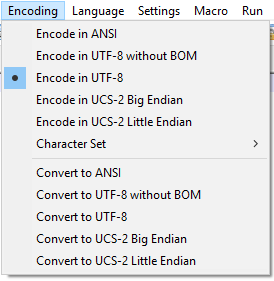 Encoding Language Settings Macro Run
Encode in ANSI
Encode in UTF-8 without BOM
Encode in UTF-8
Encode in UCS-2 Big Endian
Encode in UCS-2 Little Endian
Character Set
Convert to ANSI
Convert to UTF-8 without BOM
Convert to UTF-8
Convert to UCS-2 Big Endian
Convert to UCS-2 Little Endian